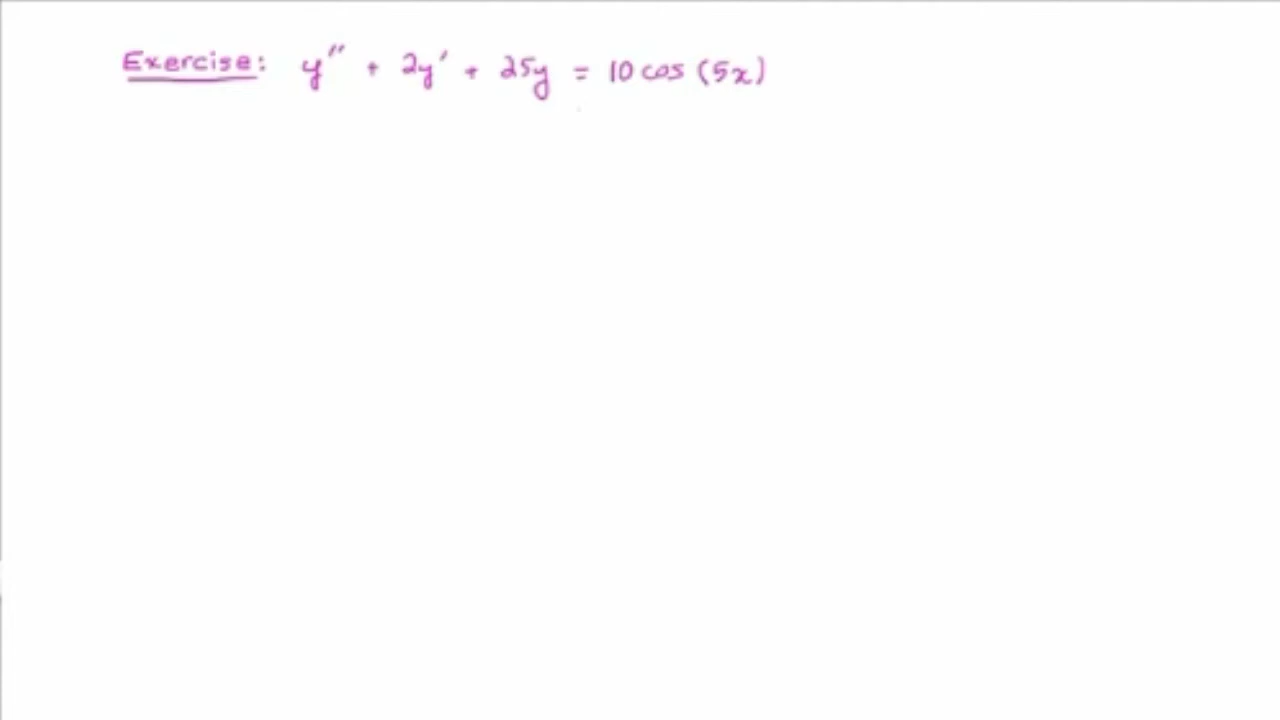 Exercise: y'' + 2y' + 25y = 10 cos (5x)